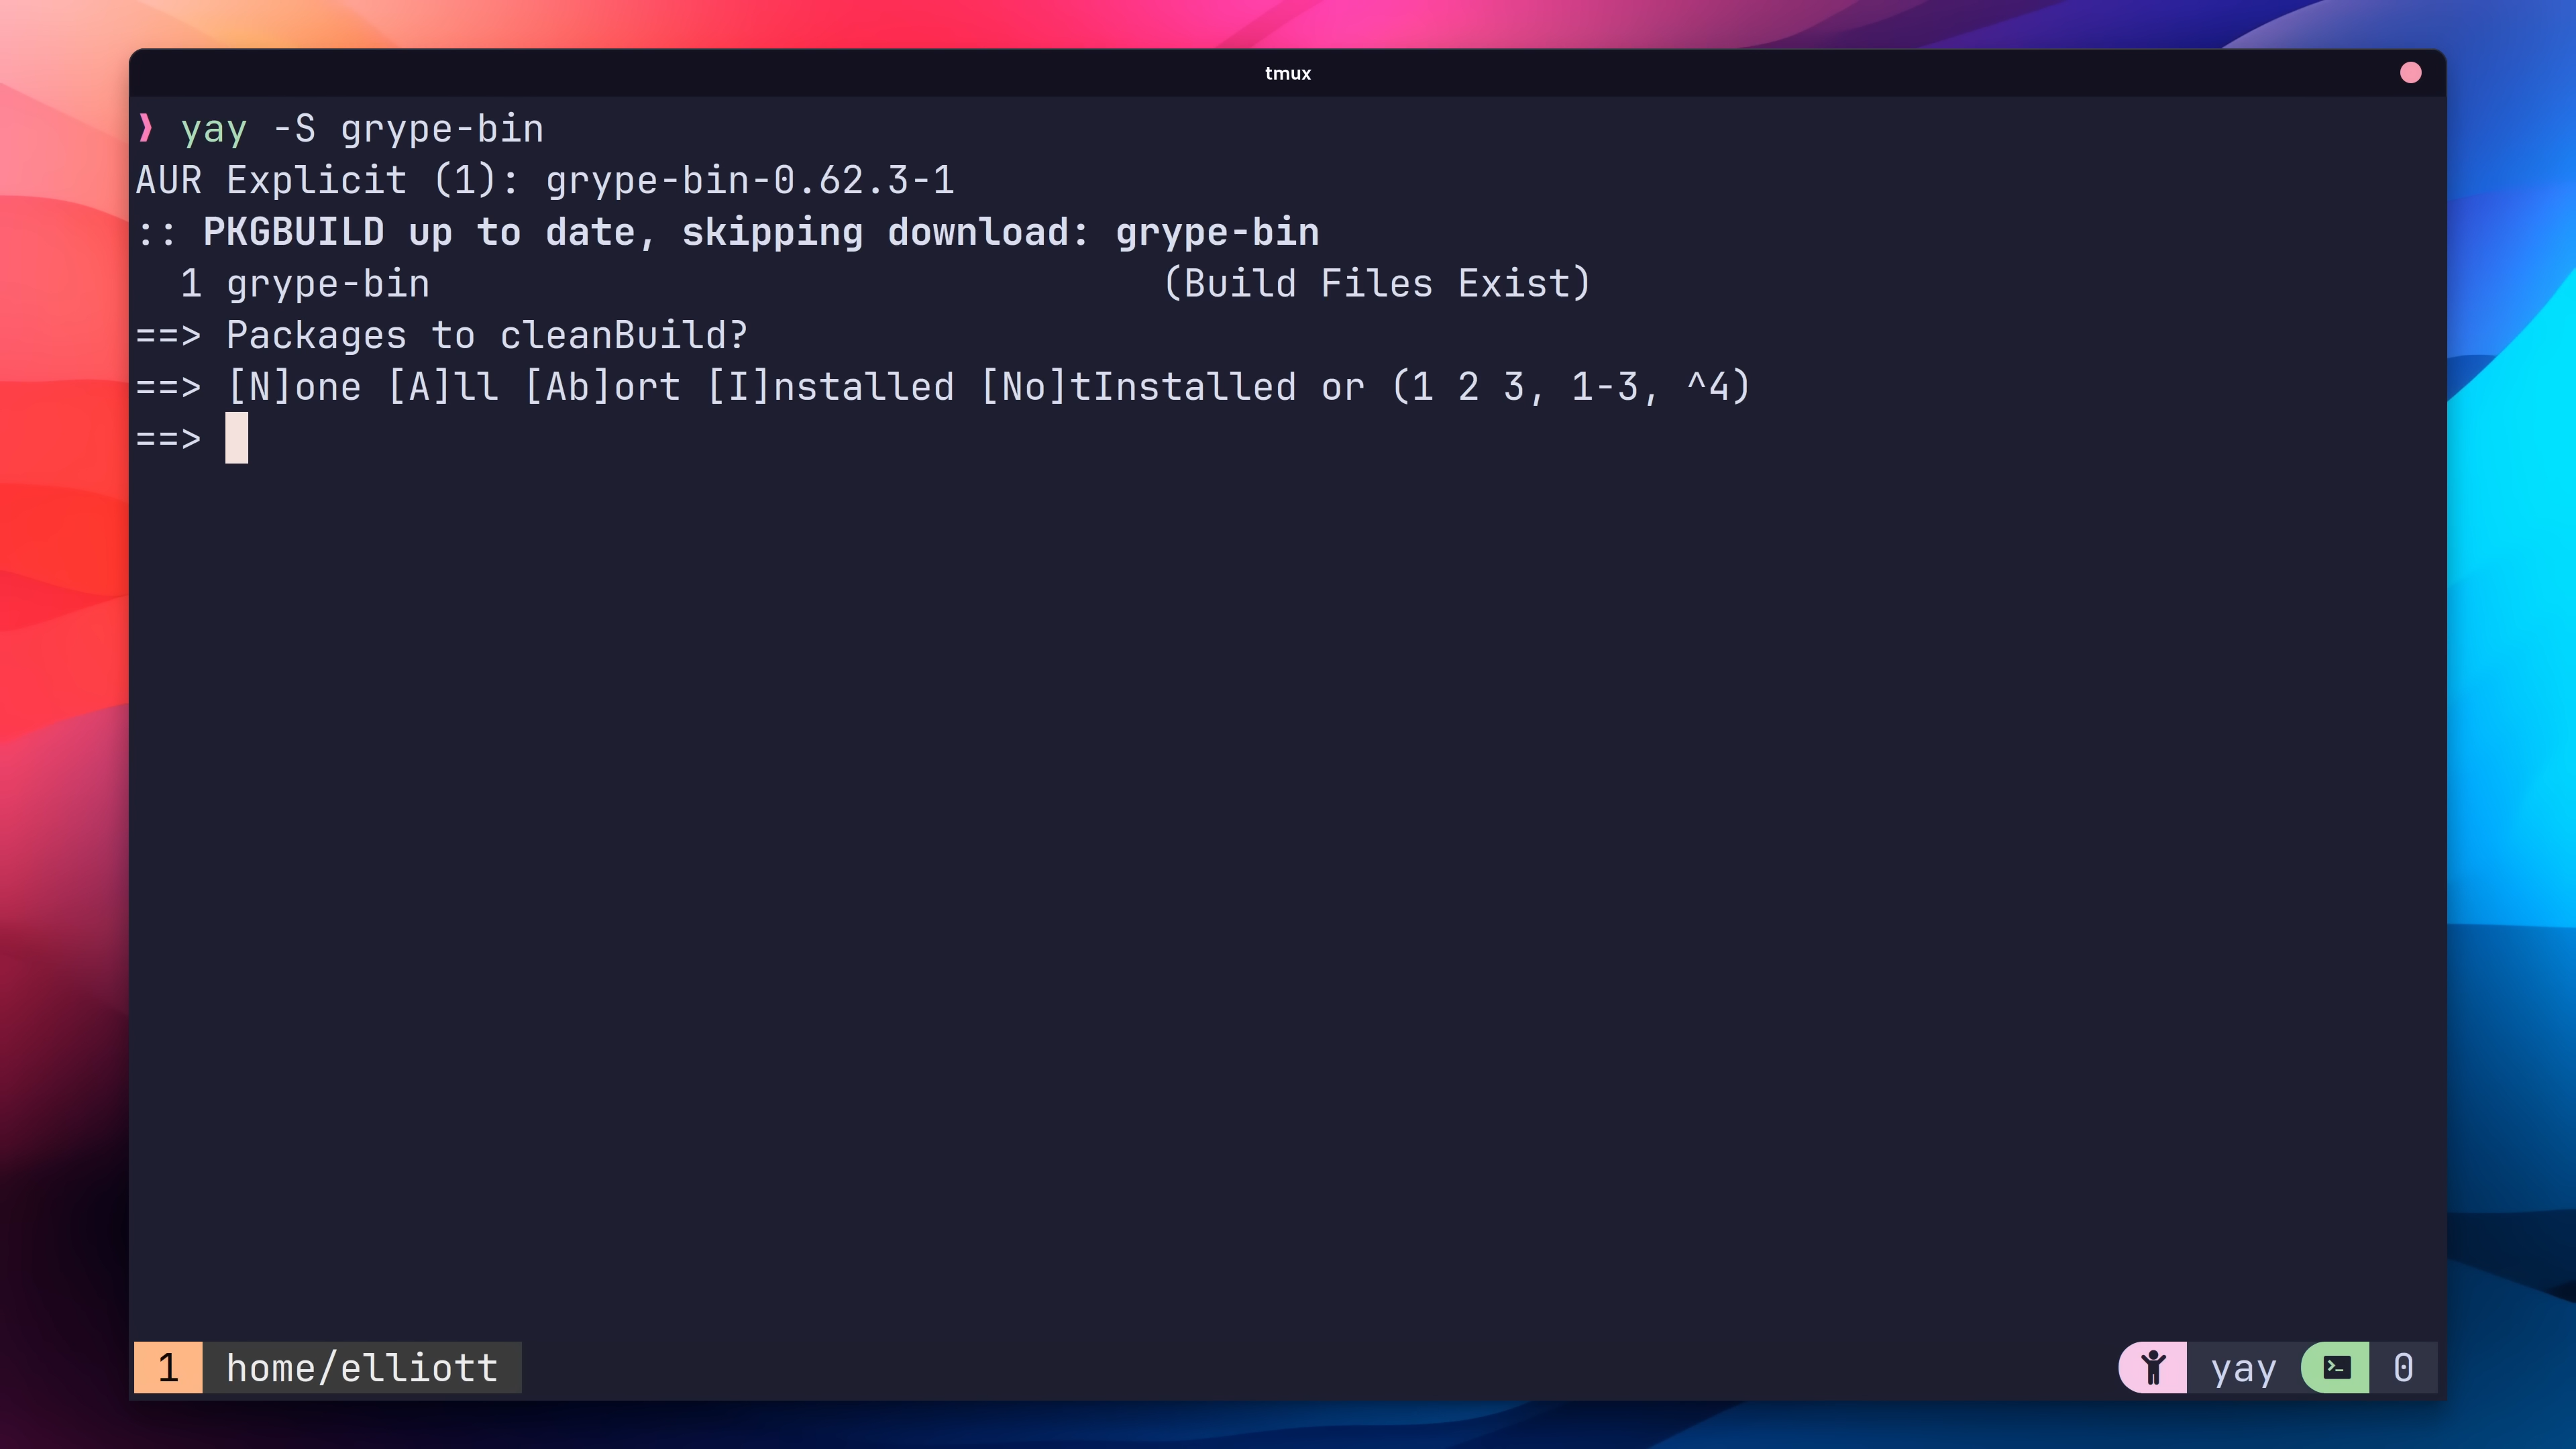 tmux
❱ yay -S grype-bin
AUR Explicit (1): grype-bin-0.62.3-1
:: PKGBUILD up to date, skipping download: grype-bin
  1 grype-bin                                (Build Files Exist)
==> Packages to cleanBuild?
==> [N]one [A]ll [Ab]ort [I]nstalled [No]tInstalled or (1 2 3, 1-3, ^4)
==>
1 home/elliott yay 0